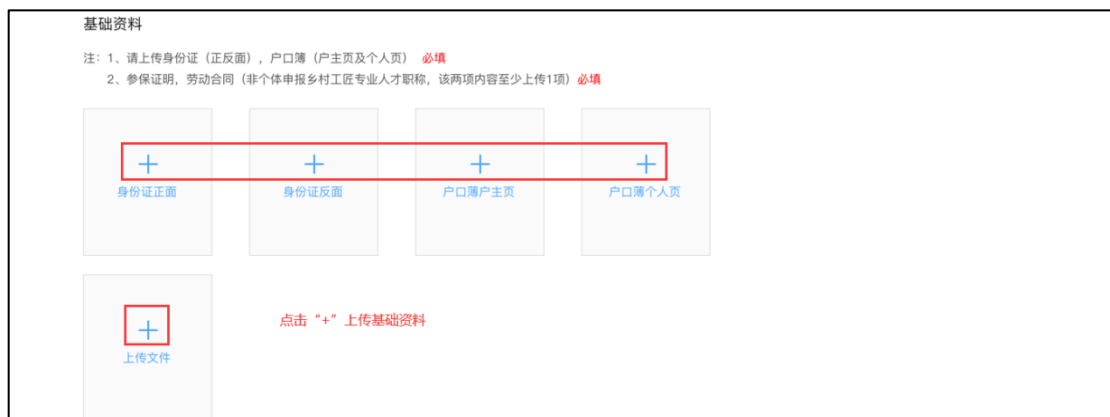 基础资料
注：1、请上传身份证（正反面），户口薄（户主页及个人页） 必填
2、参保证明，劳动合同（非个体申报乡村工匠专业人才职称，该两项内容至少上传1项）必填
身份证正面
身份证反面
户口薄户主页
户口薄个人页
点击“+”上传基础资料
上传文件